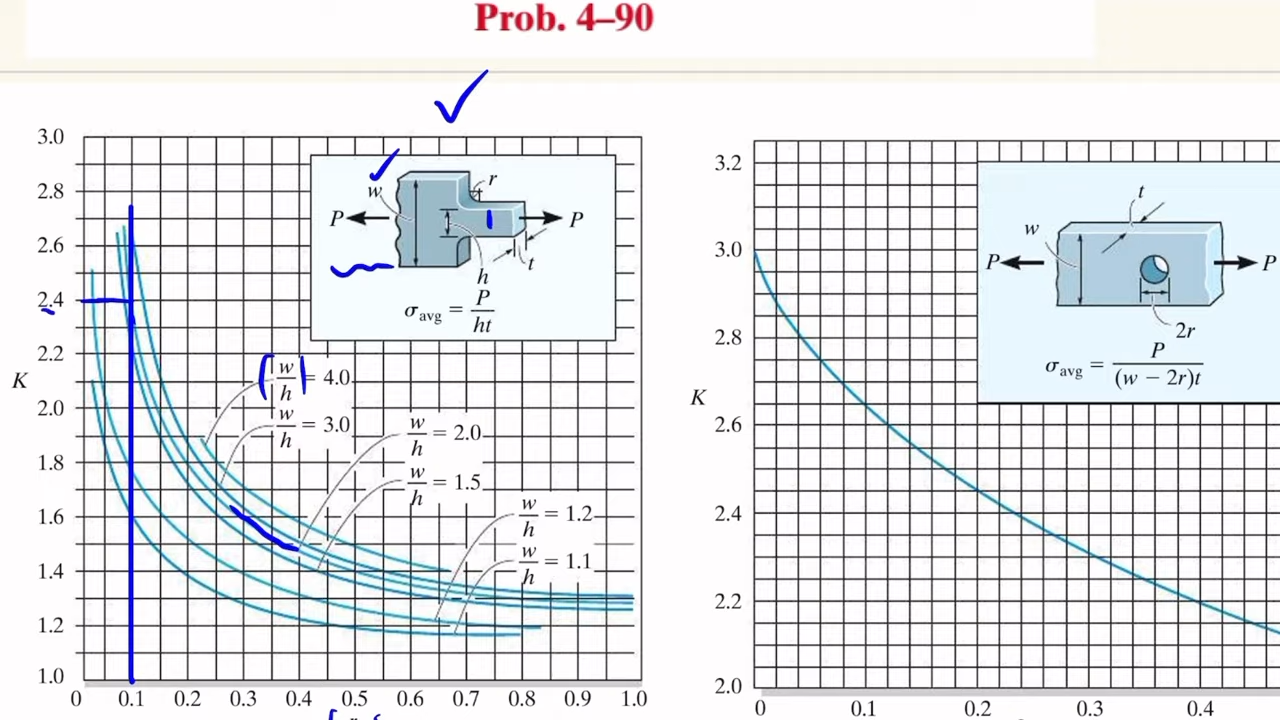 Prob. 4–90
3.0
2.8
2.6
2.4
2.2
K
2.0
1.8
1.6
1.4
1.2
1.0
0 0.1 0.2 0.3 0.4 0.5 0.6 0.7 0.8 0.9 1.0
w
r
P
P
h
t
σavg = P/ht
w/h = 4.0
w/h = 3.0
w/h = 2.0
w/h = 1.5
w/h = 1.2
w/h = 1.1
3.2
3.0
2.8
K
2.6
2.4
2.2
2.0
0 0.1 0.2 0.3 0.4
t
w
P
P
2r
σavg = P/(w − 2r)t